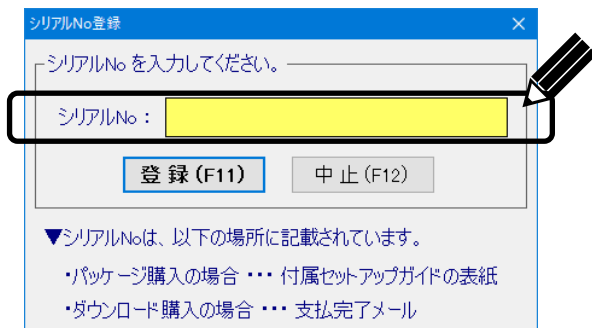 シリアルNo登録
シリアルNo を入力してください。
シリアルNo：
登 録 (F11) 中 止 (F12)
▼シリアルNoは、以下の場所に記載されています。
・パッケージ購入の場合 ･･･ 付属セットアップガイドの表紙
・ダウンロード購入の場合 ･･･ 支払完了メール